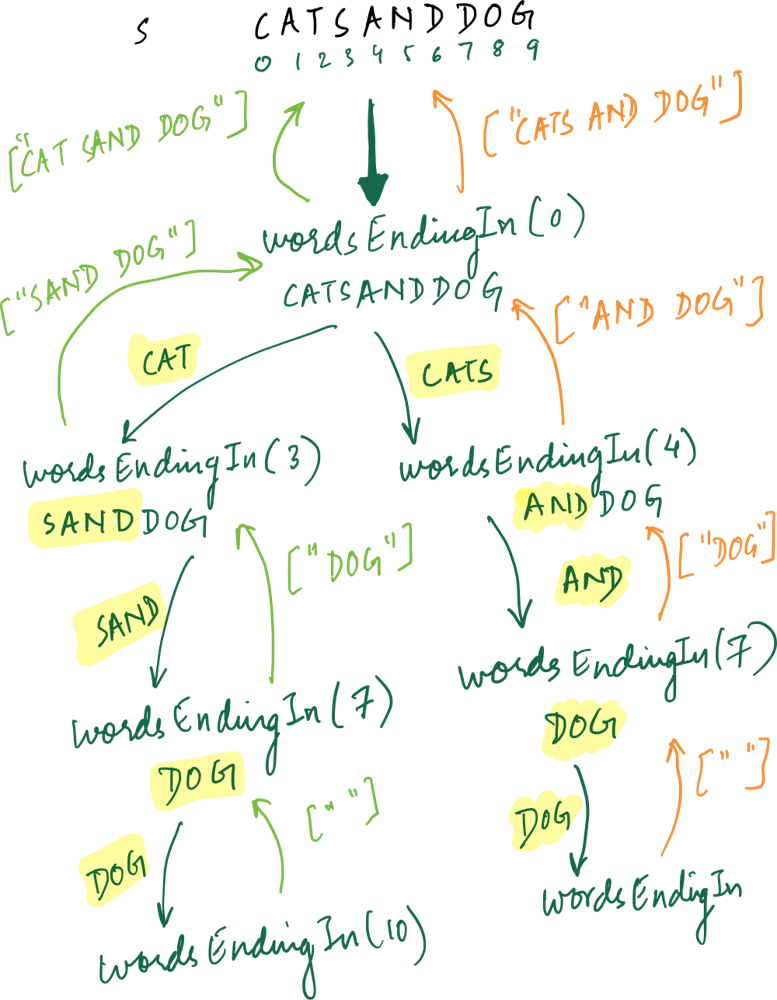 S CATSANDDOG
0 1 2 3 4 5 6 7 8 9
["CAT SAND DOG"]
["CATS AND DOG"]
wordsEndingIn(0)
CATSANDDOG
["SAND DOG"]
["AND DOG"]
CAT
CATS
wordsEndingIn(3)
SANDDOG
wordsEndingIn(4)
ANDDOG
["DOG"]
["DOG"]
SAND
AND
wordsEndingIn(7)
DOG
wordsEndingIn(7)
DOG
[" "]
[" "]
DOG
DOG
wordsEndingIn(10)
wordsEndingIn